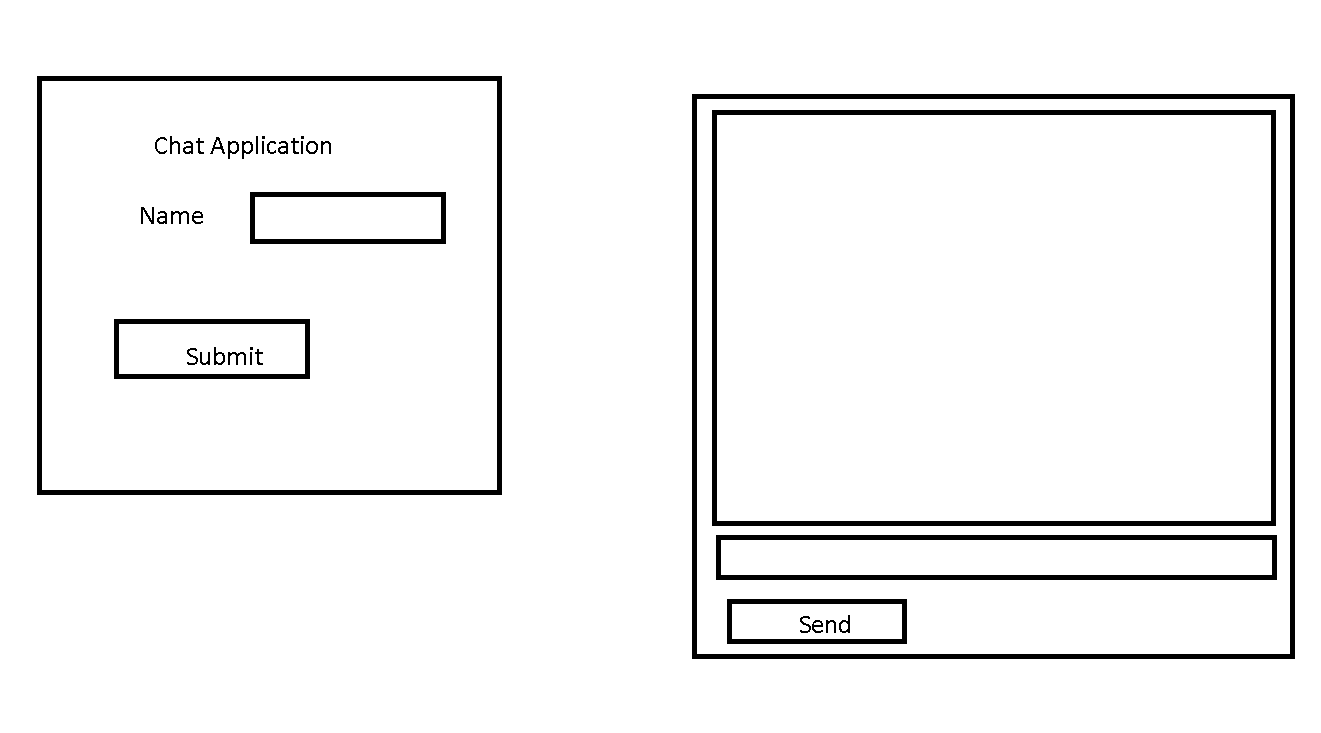 Chat Application
Name
Submit
Send